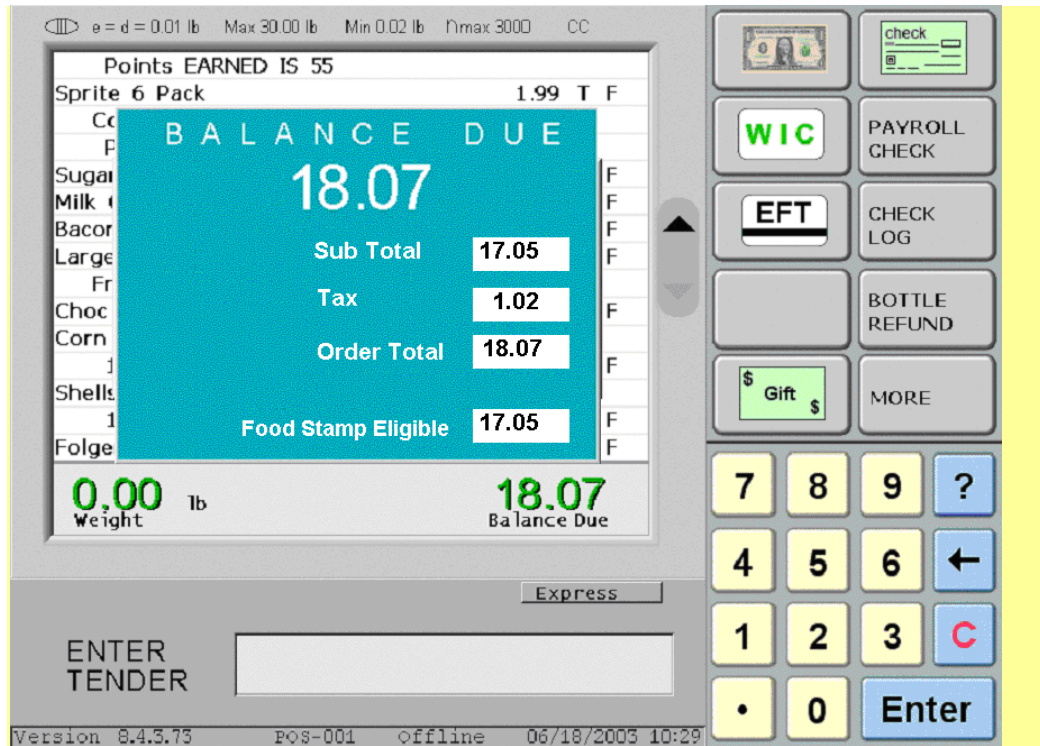 e = d = 0.01 lb Max 30.00 lb Min 0.02 lb nmax 3000 CC
Points EARNED IS 55
Sprite 6 Pack 1.99 T F
BALANCE DUE
18.07
F
Milk F
F
Sub Total 17.05
Large F
Tax 1.02
Choc F
Corn
Order Total 18.07
F
Food Stamp Eligible 17.05
F
F
0.00 lb
Weight
18.07
Balance Due
Express
ENTER
TENDER
Version 8.4.3.73 POS-001 Offline 06/18/2003 10:29
check
WIC
PAYROLL
CHECK
EFT
CHECK
LOG
BOTTLE
REFUND
$ Gift $
MORE
7 8 9 ?
4 5 6 ←
1 2 3 C
. 0 Enter